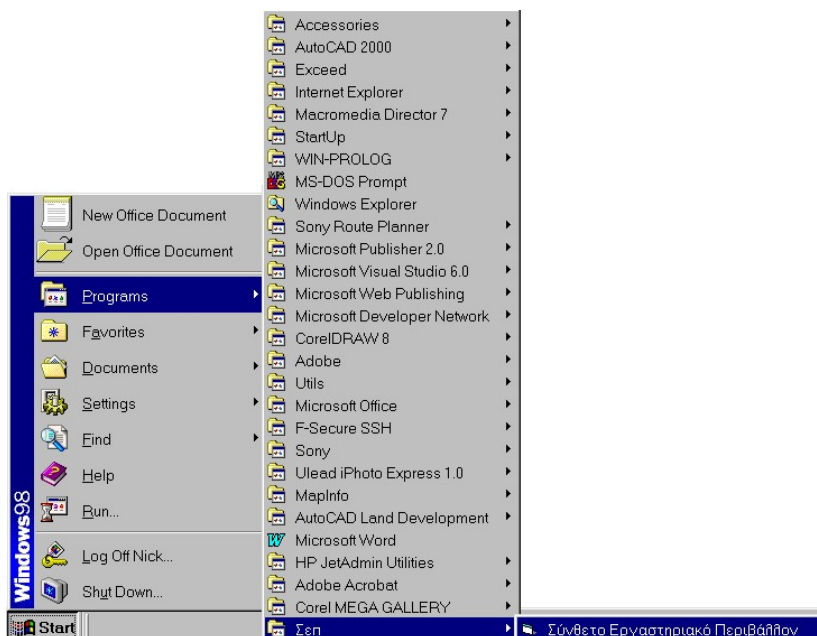 New Office Document
Open Office Document
Programs
Favorites
Documents
Settings
Find
Help
Run...
Log Off Nick...
Shut Down...
Windows98
Start
Accessories
AutoCAD 2000
Exceed
Internet Explorer
Macromedia Director 7
StartUp
WIN-PROLOG
MS-DOS Prompt
Windows Explorer
Sony Route Planner
Microsoft Publisher 2.0
Microsoft Visual Studio 6.0
Microsoft Web Publishing
Microsoft Developer Network
CorelDRAW 8
Adobe
Utils
Microsoft Office
F-Secure SSH
Sony
Ulead iPhoto Express 1.0
MapInfo
AutoCAD Land Development
Microsoft Word
HP JetAdmin Utilities
Adobe Acrobat
Corel MEGA GALLERY
Σεπ
Σύνθετο Εργαστηριακό Περιβάλλον